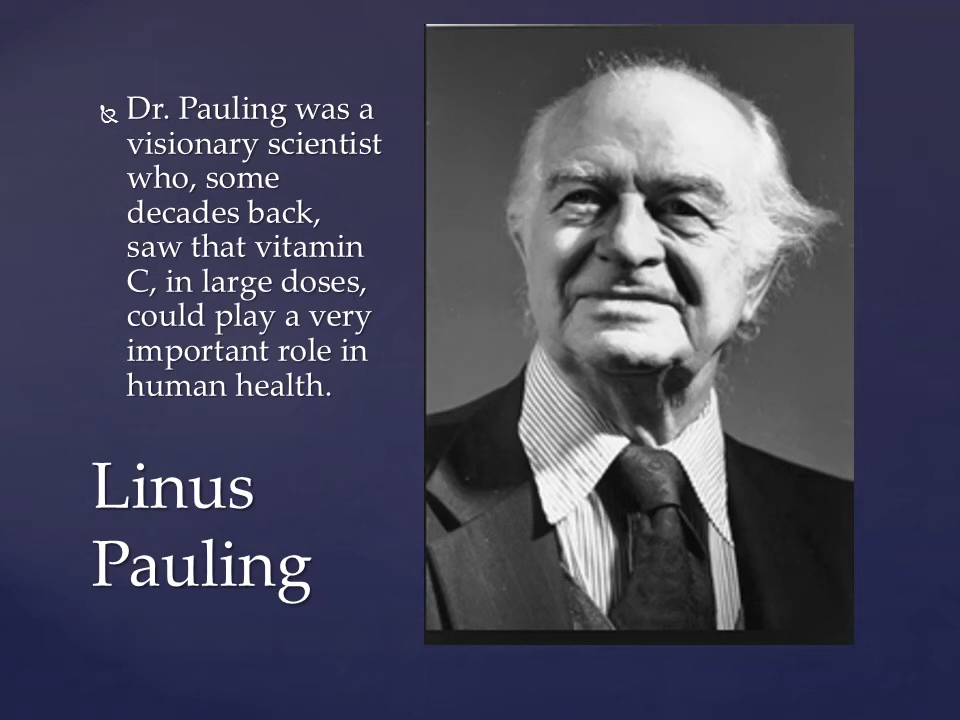 Dr. Pauling was a
visionary scientist
who, some
decades back,
saw that vitamin
C, in large doses,
could play a very
important role in
human health.
Linus
Pauling